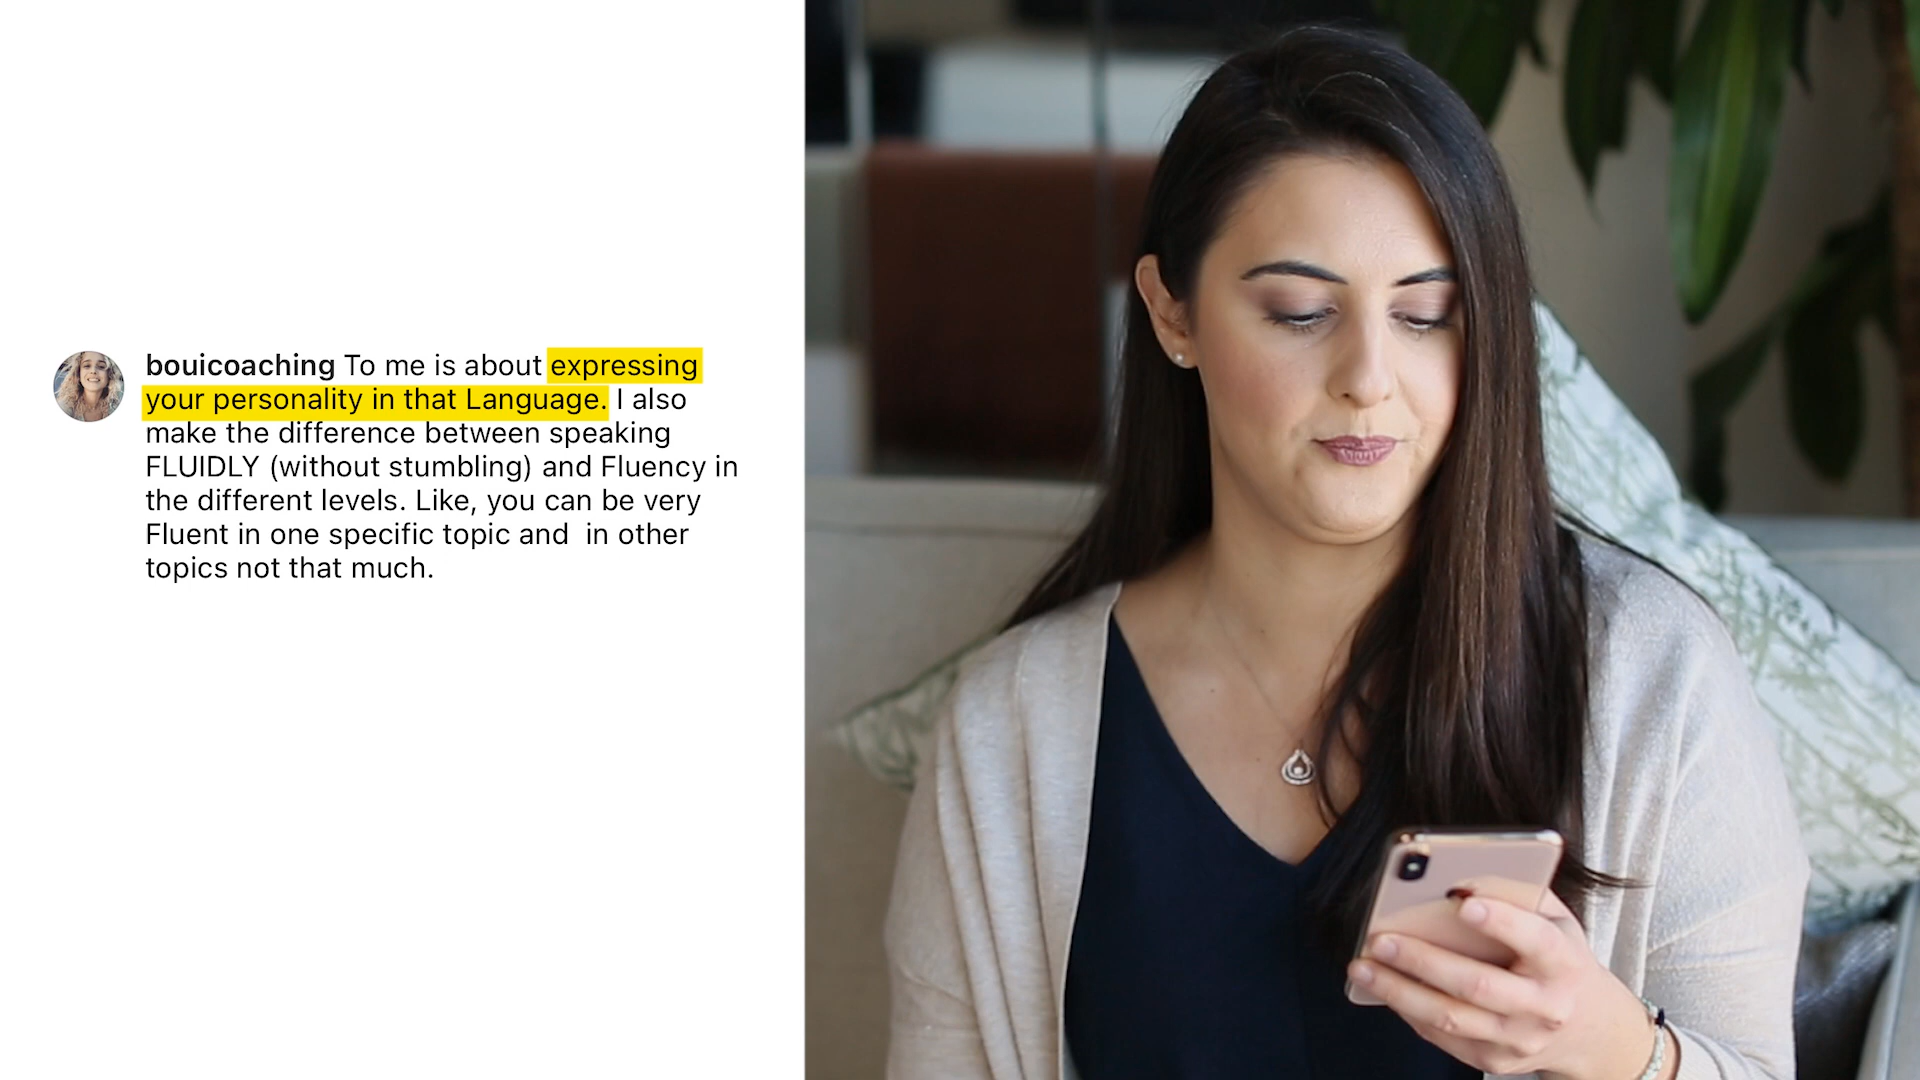 bouicoaching To me is about expressing
your personality in that Language. I also
make the difference between speaking
FLUIDLY (without stumbling) and Fluency in
the different levels. Like, you can be very
Fluent in one specific topic and  in other
topics not that much.